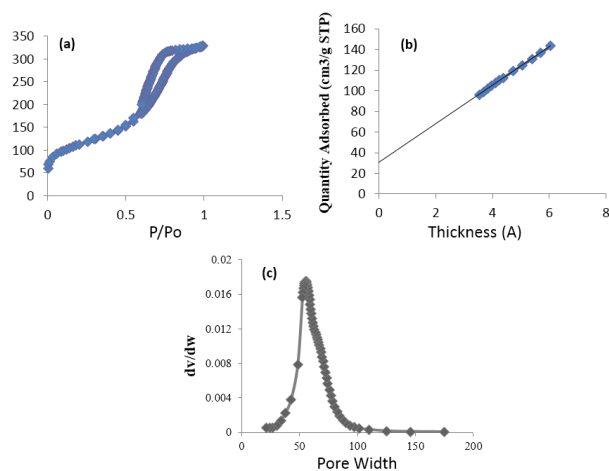 (a)
350
300
250
200
150
100
50
0
0 0.5 1 1.5
P/Po
(b)
Quantity Adsorbed (cm3/g STP)
160
140
120
100
80
60
40
20
0
0 2 4 6 8
Thickness (A)
(c)
dv/dw
0.02
0.016
0.012
0.008
0.004
0
0 50 100 150 200
Pore Width